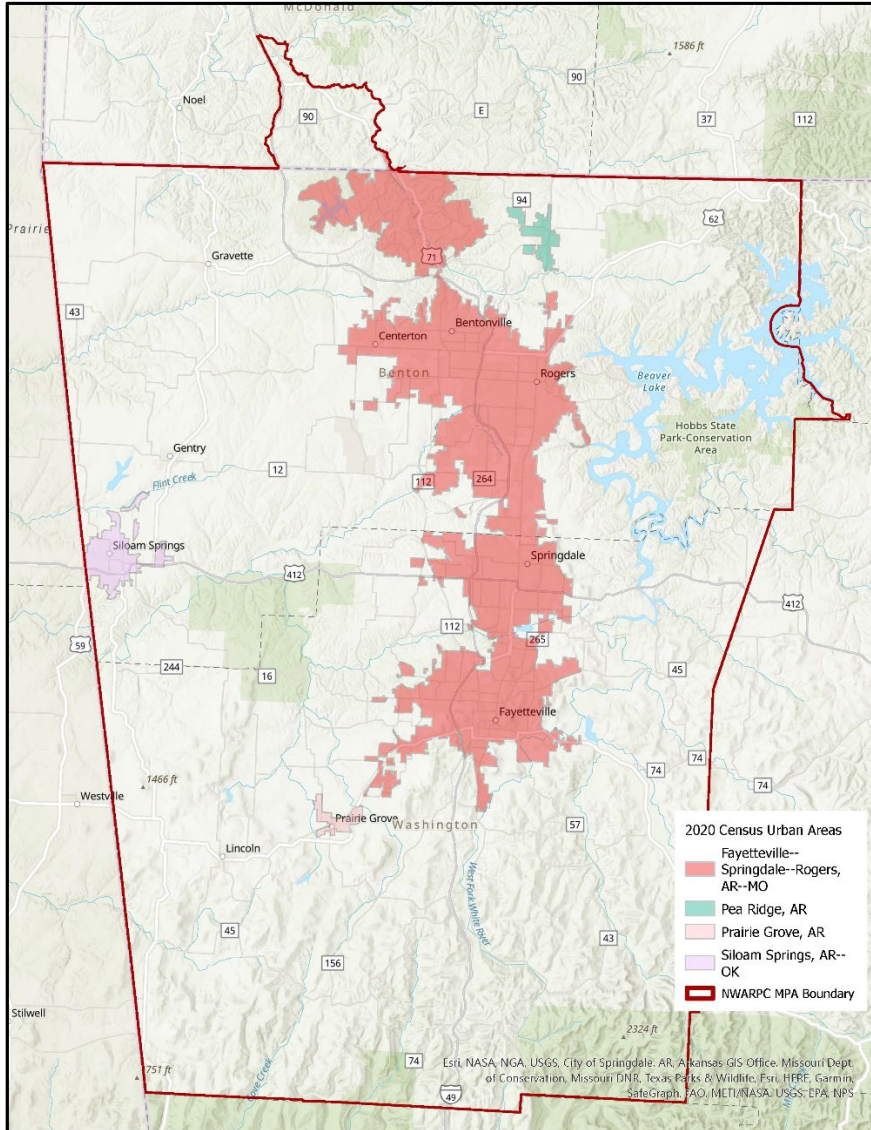 McDonald
1586 ft
90
Noel
90
E
37
112
94
62
Prairie
Gravette
71
43
Bentonville
Centerton
Benton
Rogers
Beaver
Lake
Hobbs State
Park-Conservation
Area
Gentry
12
112
264
Flint Creek
Siloam Springs
Springdale
412
412
59
112
265
244
16
45
Fayetteville
74
74
74
1466 ft
Westville
Prairie Grove
Washington
57
Lincoln
West Fork White River
45
43
156
Stilwell
2324 ft
74
1751 ft
Cove Creek
49
2020 Census Urban Areas
Fayetteville--
Springdale--Rogers,
AR--MO
Pea Ridge, AR
Prairie Grove, AR
Siloam Springs, AR--
OK
NWARPC MPA Boundary
Esri, NASA, NGA, USGS, City of Springdale, AR, Arkansas GIS Office, Missouri Dept.
of Conservation, Missouri DNR, Texas Parks & Wildlife, Esri, HERE, Garmin,
SafeGraph, FAO, METI/NASA, USGS, EPA, NPS